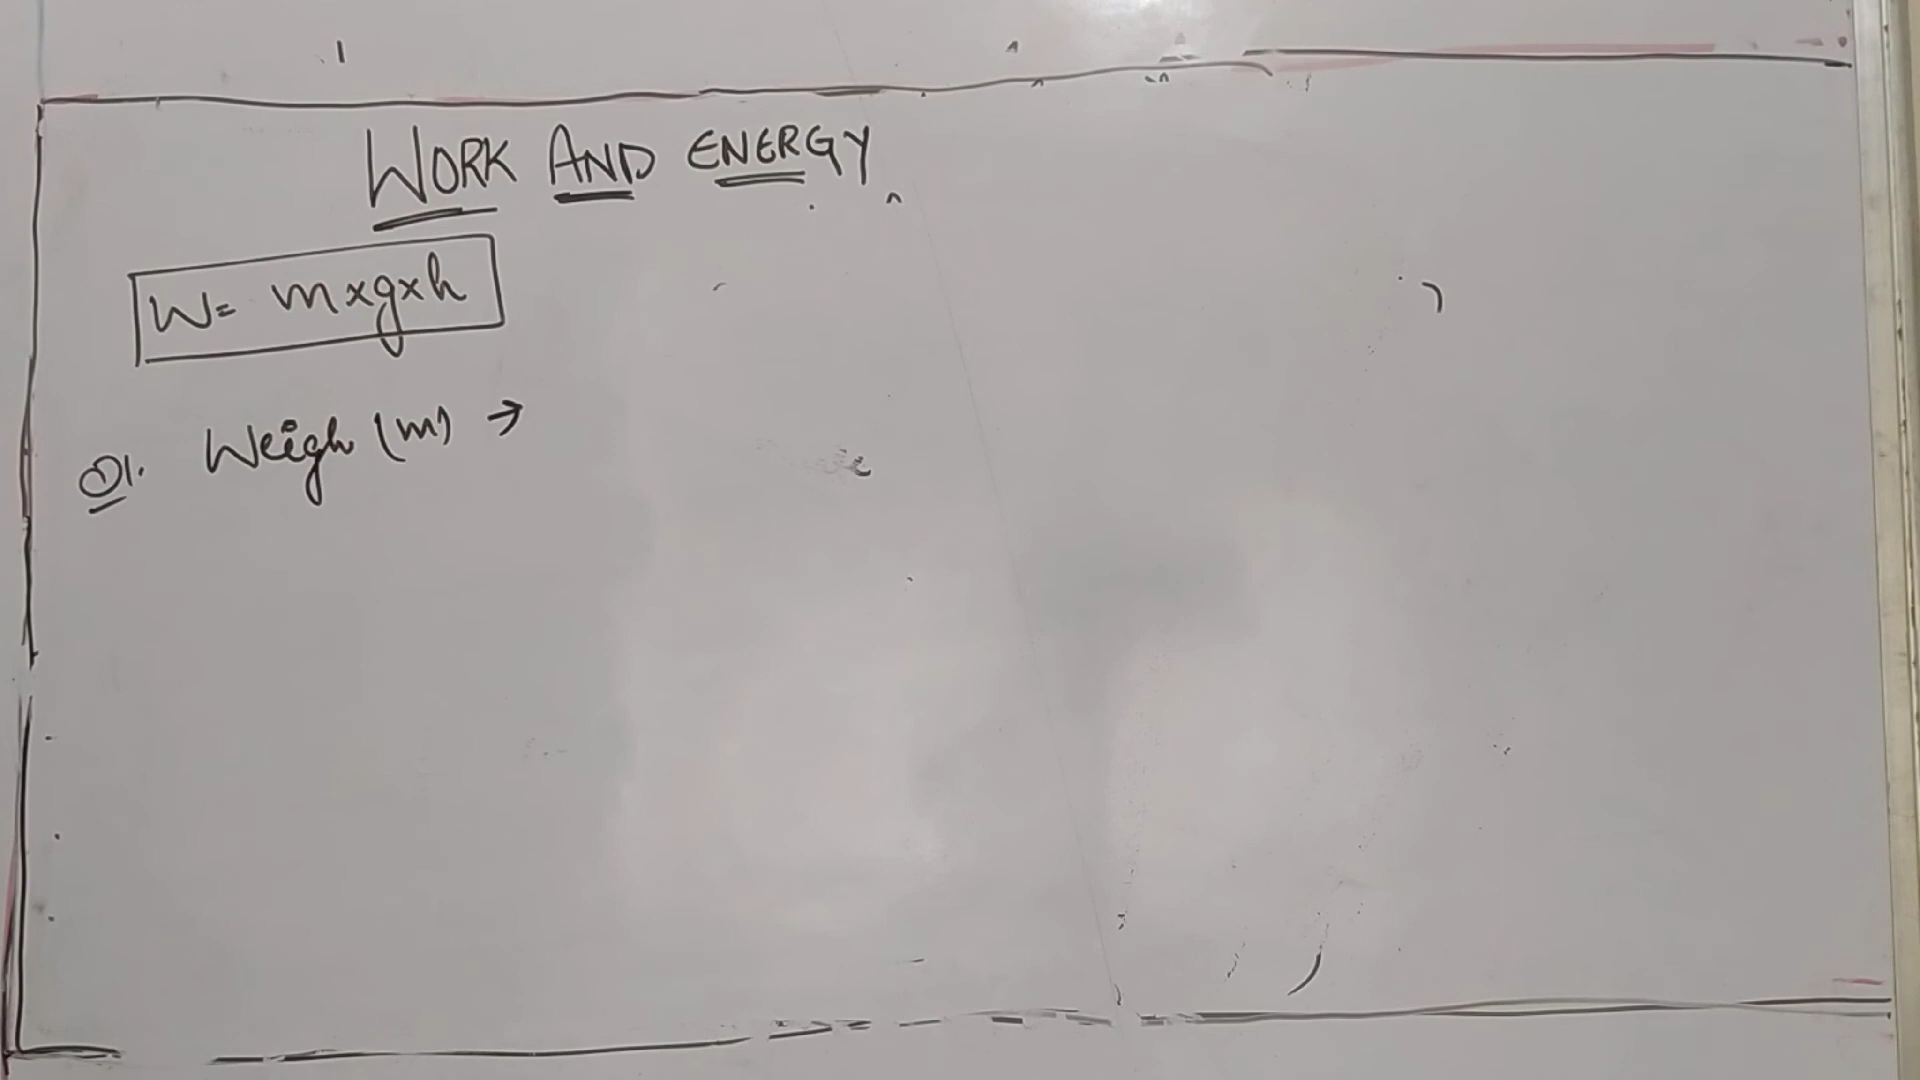 WORK AND ENERGY
W= m×g×h
Q1. Weigh (m) →